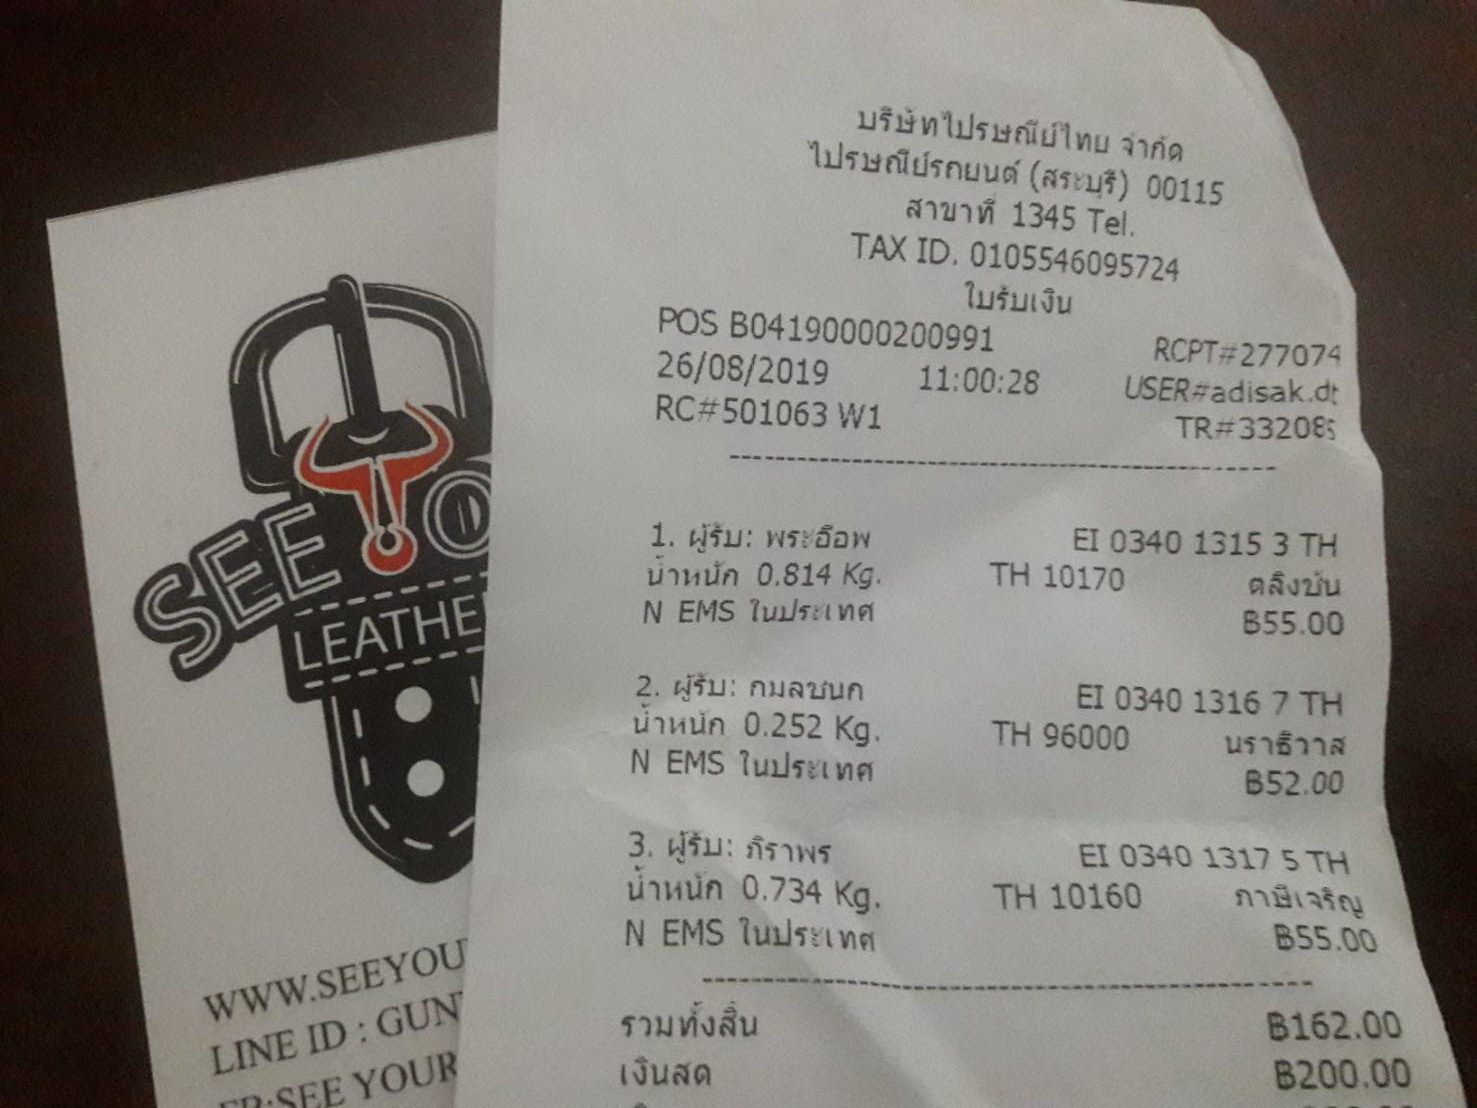 บริษัทไปรษณีย์ไทย จำกัด
ไปรษณีย์รถยนต์ (สระบุรี) 00115
สาขาที่ 1345 Tel.
TAX ID. 0105546095724
ใบรับเงิน
POS B04190000200991 RCPT#277074
26/08/2019 11:00:28 USER#adisak.dt
RC#501063 W1 TR#332085
1. ผู้รับ: พระอ๊อพ EI 0340 1315 3 TH
น้ำหนัก 0.814 Kg. TH 10170 ตลิ่งชัน
N EMS ในประเทศ ฿55.00
2. ผู้รับ: กมลชนก EI 0340 1316 7 TH
น้ำหนัก 0.252 Kg. TH 96000 นราธิวาส
N EMS ในประเทศ ฿52.00
3. ผู้รับ: ภิราพร EI 0340 1317 5 TH
น้ำหนัก 0.734 Kg. TH 10160 ภาษีเจริญ
N EMS ในประเทศ ฿55.00
รวมทั้งสิ้น ฿162.00
เงินสด ฿200.00
SEE
LEATHE
WWW.SEEYOU
LINE ID : GUN
SEE YOUR